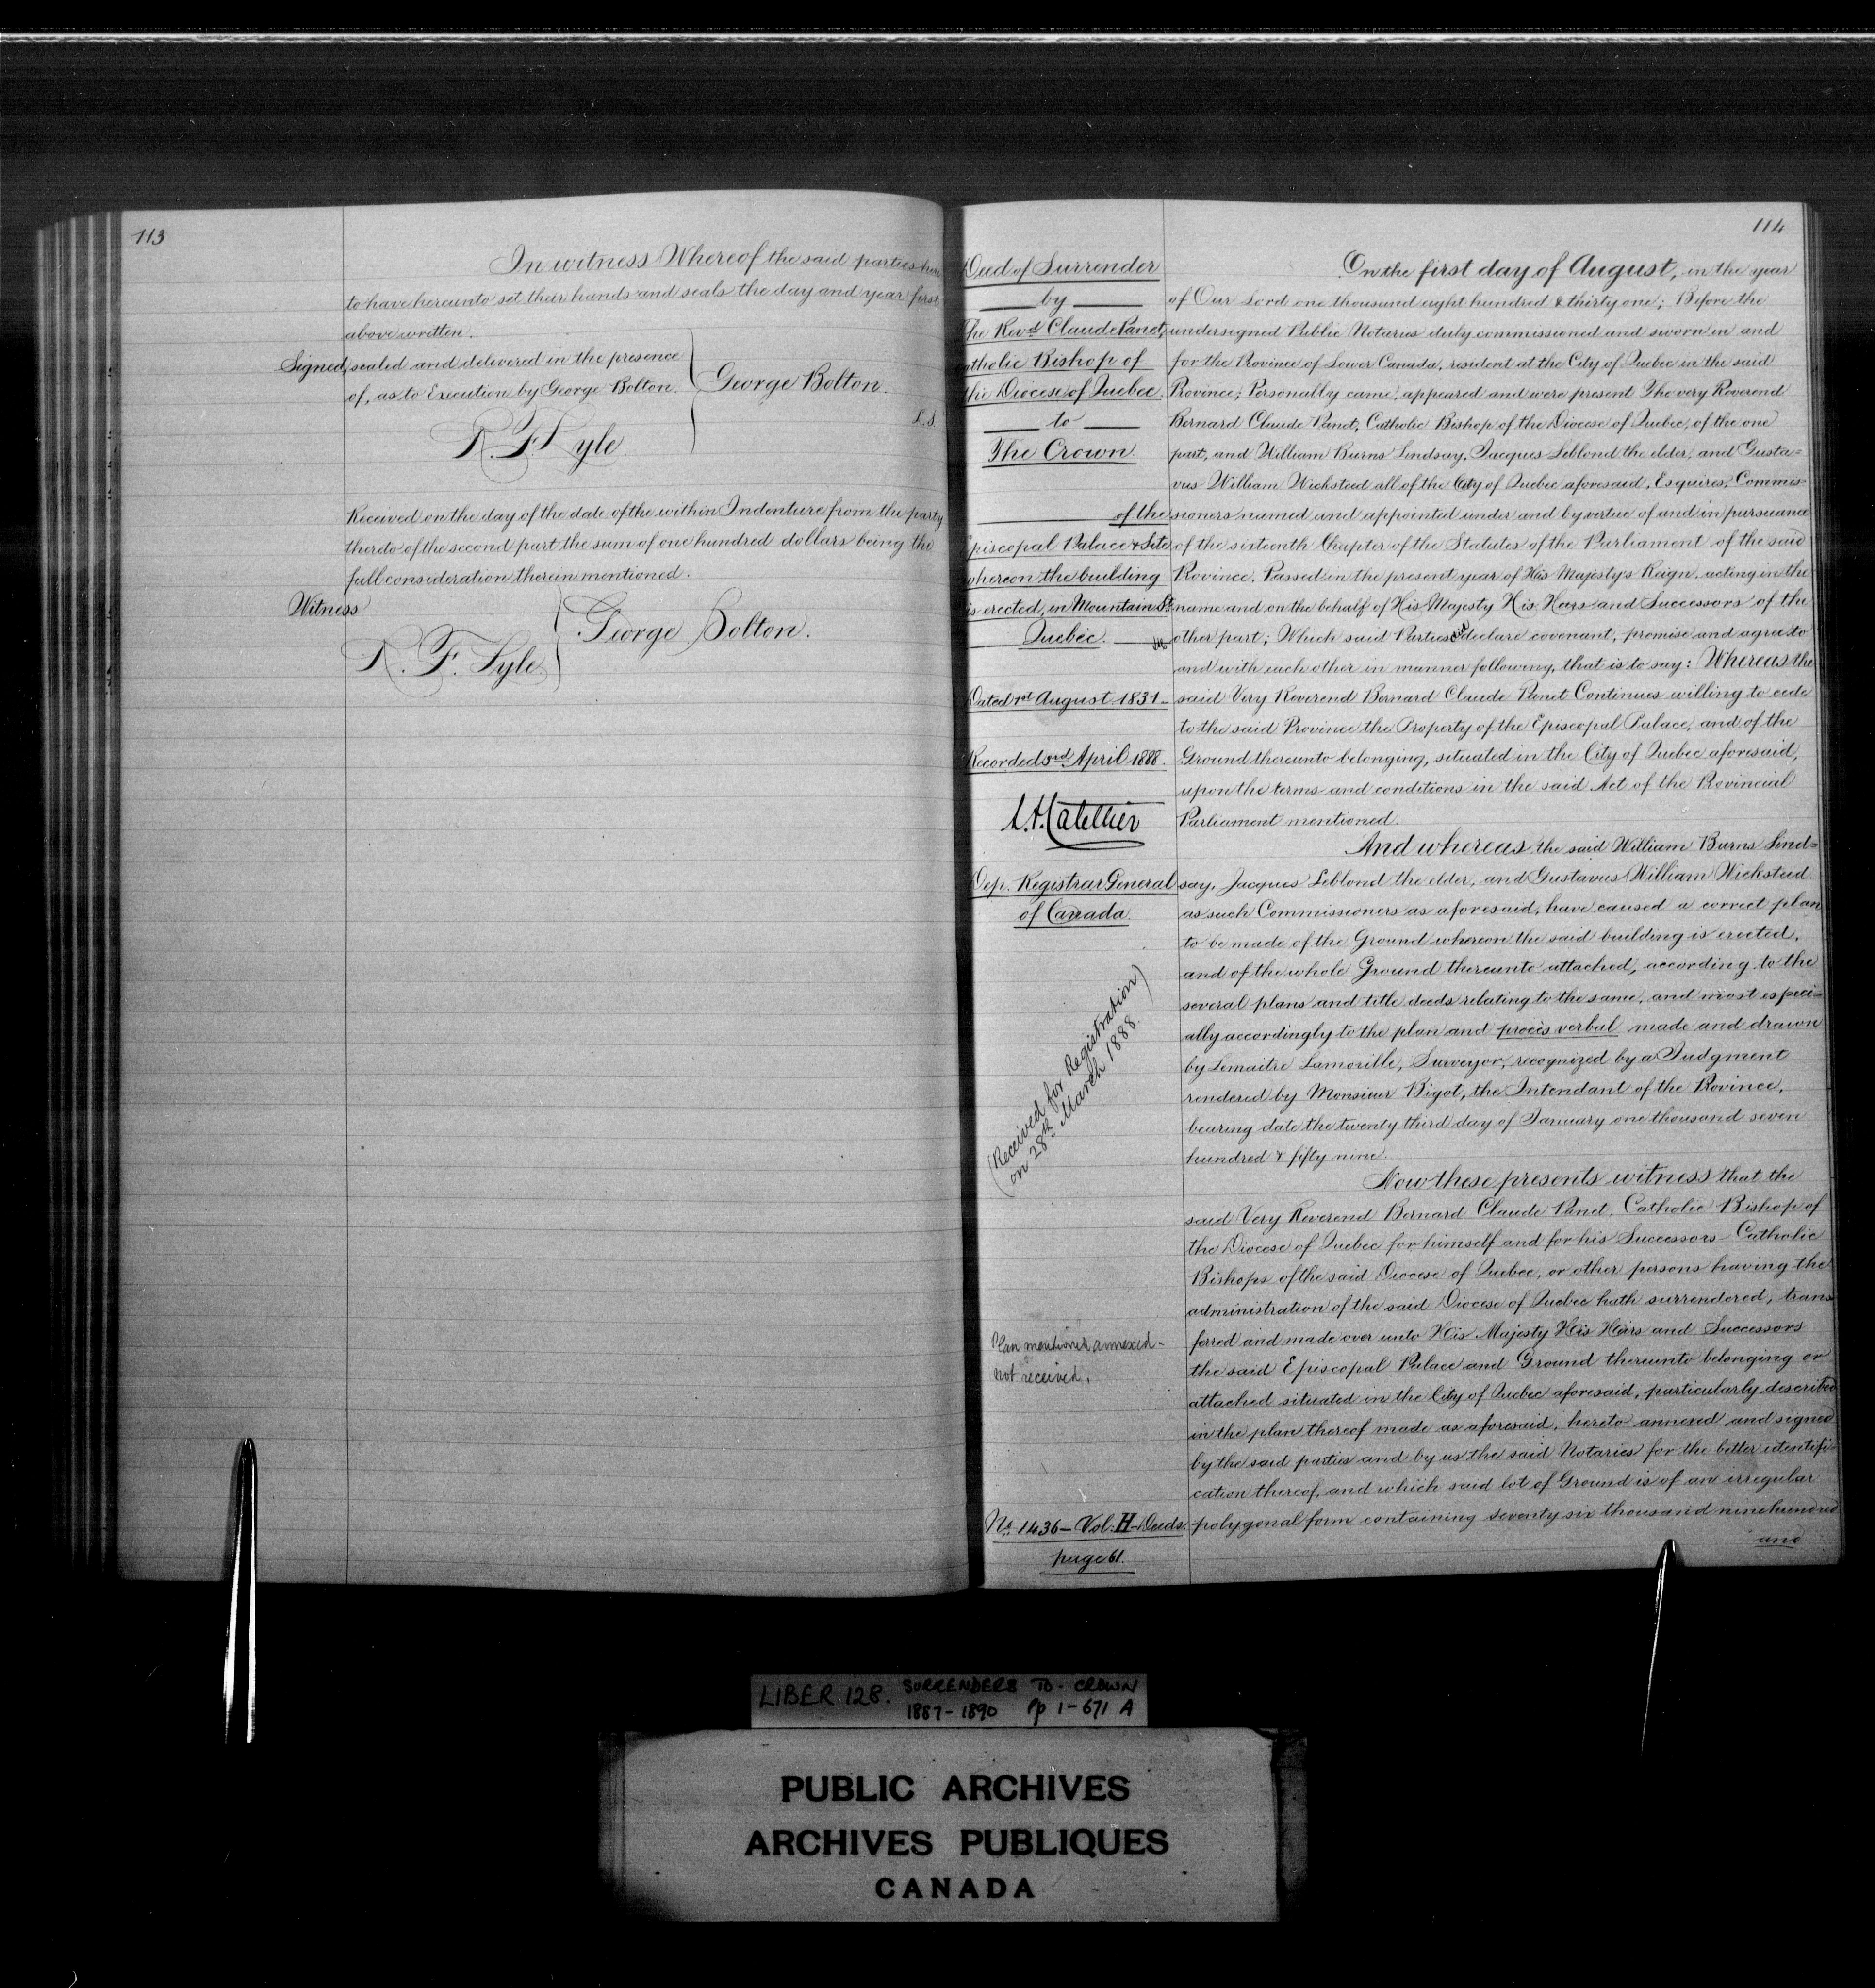 113
In witness Whereof the said parties here
to have hereunto set their hands and seals the day and year first
above written.
Signed, sealed and delivered in the presence
of, as to Execution by George Bolton.
George Bolton.
L.S
R. F. Lyle
Received on the day of the date of the within Indenture from the party
thereto of the second part the sum of one hundred dollars being the
full consideration therein mentioned.
Witness
George Bolton.
R. F. Lyle
114
Deed of Surrender
by
The Revd. Claude Panet,
atholic Bishop of
the Diocese of Quebec.
to
The Crown.
of the
piscopal Palace & Site
whereon the building
is erected, in Mountain St.
Quebec.
Dated 1st August 1831
Recorded 3rd April 1888.
Dep. Registrar General
of Canada
(Received for Registration)
on 28th March 1888.
Plan mentioned annexed
not received.
No. 1436 - Vol: H - Deeds.
page 61.
On the first day of August, in the year
of Our Lord one thousand eight hundred & thirty one; Before the
undersigned Public Notaries duly commissioned and sworn in and
for the Province of Lower Canada, resident at the City of Quebec in the said
Province; Personally came, appeared and were present The very Reverend
Bernard Claude Panet, Catholic Bishop of the Diocese of Quebec, of the one
part, and William Burns Lindsay, Jacques Leblond the elder, and Gusta=
vus William Wicksteed all of the City of Quebec aforesaid, Esquires, Commis=
sioners named and appointed under and by virtue of and in pursuance
of the sixteenth Chapter of the Statutes of the Parliament of the said
Province, Passed in the present year of His Majesty's Reign, acting in the
name and on the behalf of His Majesty His Heirs and Successors of the
other part; Which said Parties declare covenant, promise and agree to
and with each other in manner following, that is to say: Whereas the
said Very Reverend Bernard Claude Panet Continues willing to cede
to the said Province the Property of the Episcopal Palace, and of the
Ground thereunto belonging, situated in the City of Quebec aforesaid,
upon the terms and conditions in the said Act of the Provincial
Parliament mentioned.
And whereas the said William Burns Lind=
say, Jacques Leblond the elder, and Gustavus William Wicksteed
as such Commissioners as aforesaid, have caused a correct plan
to be made of the Ground whereon the said building is erected,
and of the whole Ground thereunto attached, according to the
several plans and title deeds relating to the same, and most especi=
ally accordingly to the plan and procès verbal made and drawn
by Lemaitre Lamorille, Surveyor, recognized by a Judgment
rendered by Monsieur Bigot, the Intendant of the Province,
bearing date the twenty third day of January one thousand seven
hundred & fifty nine.
Now these presents witness that the
said Very Reverend Bernard Claude Panet, Catholic Bishop of
the Diocese of Quebec for himself and for his Successors Catholic
Bishops of the said Diocese of Quebec, or other persons having the
administration of the said Diocese of Quebec hath surrendered, trans
ferred and made over unto His Majesty His Heirs and Successors
the said Episcopal Palace and Ground thereunto belonging or
attached situated in the City of Quebec aforesaid, particularly described
in the plan thereof made as aforesaid, hereto annexed and signed
by the said parties and by us the said Notaries for the better identifi=
cation thereof, and which said lot of Ground is of an irregular
polygonal form containing seventy six thousand nine hundred
and
LIBER 128. SURRENDERS TO CROWN
1887-1890 Pp 1-671 A
PUBLIC ARCHIVES
ARCHIVES PUBLIQUES
CANADA